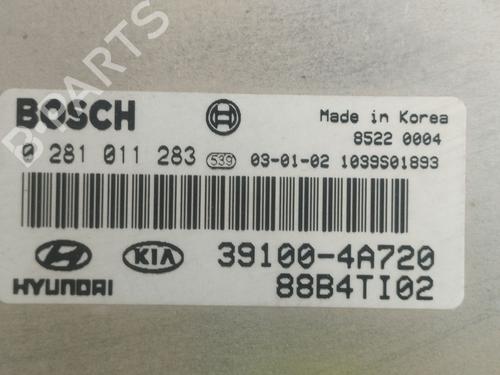 B-PARTS
BOSCH
Made in Korea
8522 0004
0 281 011 283 539 03-01-02 1039S01893
HYUNDAI KIA 39100-4A720
88B4TI02